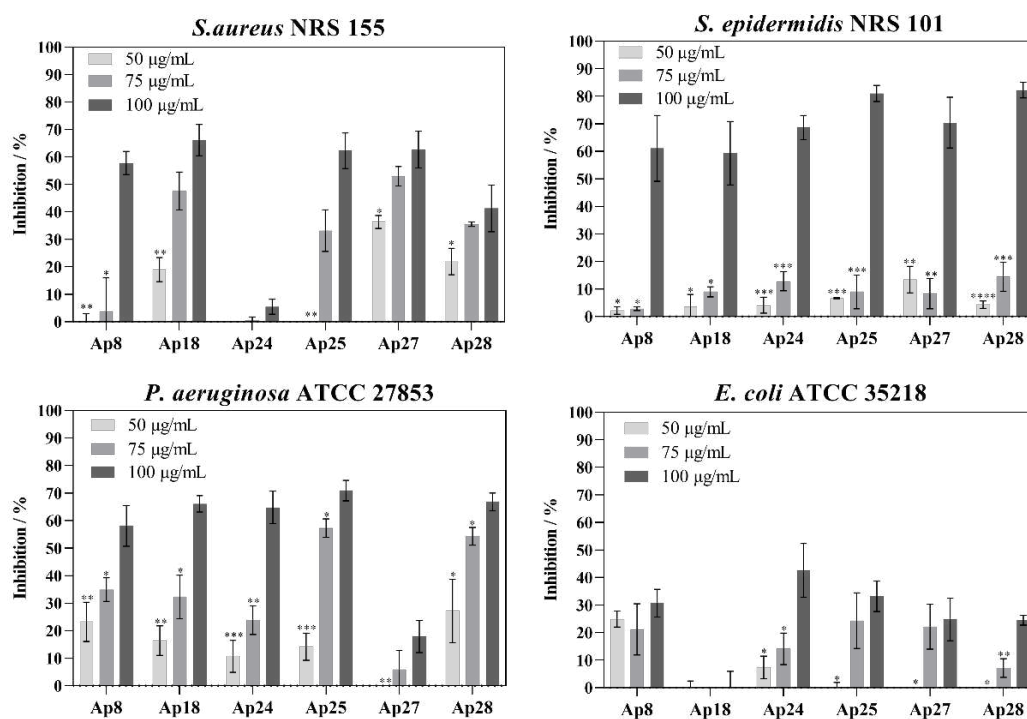 S.aureus NRS 155
50 µg/mL
75 µg/mL
100 µg/mL
Inhibition / %
100
90
80
70
60
50
40
30
20
10
0
** * ** ** * *
Ap8 Ap18 Ap24 Ap25 Ap27 Ap28
S. epidermidis NRS 101
50 µg/mL
75 µg/mL
100 µg/mL
Inhibition / %
100
90
80
70
60
50
40
30
20
10
0
* * * * *** *** *** *** ** ** **** ***
Ap8 Ap18 Ap24 Ap25 Ap27 Ap28
P. aeruginosa ATCC 27853
50 µg/mL
75 µg/mL
100 µg/mL
Inhibition / %
100
90
80
70
60
50
40
30
20
10
0
** * ** * *** ** *** * ** * *
Ap8 Ap18 Ap24 Ap25 Ap27 Ap28
E. coli ATCC 35218
50 µg/mL
75 µg/mL
100 µg/mL
Inhibition / %
100
90
80
70
60
50
40
30
20
10
0
* * * * * **
Ap8 Ap18 Ap24 Ap25 Ap27 Ap28